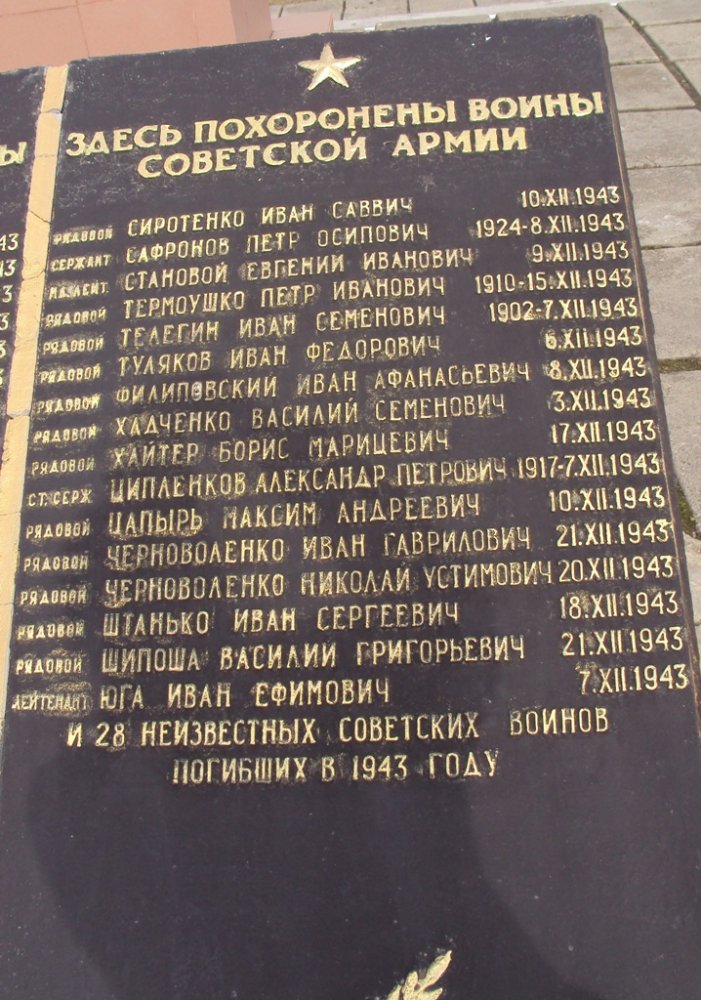 ЗДЕСЬ ПОХОРОНЕНЫ ВОИНЫ
СОВЕТСКОЙ АРМИИ
РЯДОВОЙ СИРОТЕНКО ИВАН САВВИЧ 10.XII.1943
СЕРЖАНТ САФРОНОВ ПЕТР ОСИПОВИЧ 1924-8.XII.1943
СТАНОВОЙ ЕВГЕНИЙ ИВАНОВИЧ 9.XII.1943
РЯДОВОЙ ТЕРМОУШКО ПЕТР ИВАНОВИЧ 1910-15.XII.1943
РЯДОВОЙ ТЕЛЕГИН ИВАН СЕМЕНОВИЧ 1902-7.XII.1943
РЯДОВОЙ ТУЛЯКОВ ИВАН ФЕДОРОВИЧ 6.XII.1943
РЯДОВОЙ ФИЛИПОВСКИЙ ИВАН АФАНАСЬЕВИЧ 8.XII.1943
РЯДОВОЙ ХАДЧЕНКО ВАСИЛИЙ СЕМЕНОВИЧ 3.XII.1943
РЯДОВОЙ ХАЙТЕР БОРИС МАРИЦЕВИЧ 17.XII.1943
СТ. СЕРЖ ЦИПЛЕНКОВ АЛЕКСАНДР ПЕТРОВИЧ 1917-7.XII.1943
РЯДОВОЙ ЦАПЫРЬ МАКСИМ АНДРЕЕВИЧ 10.XII.1943
РЯДОВОЙ ЧЕРНОВОЛЕНКО ИВАН ГАВРИЛОВИЧ 21.XII.1943
РЯДОВОЙ ЧЕРНОВОЛЕНКО НИКОЛАЙ УСТИМОВИЧ 20.XII.1943
РЯДОВОЙ ШТАНЬКО ИВАН СЕРГЕЕВИЧ 18.XII.1943
РЯДОВОЙ ШИПОША ВАСИЛИИ ГРИГОРЬЕВИЧ 21.XII.1943
ЛЕЙТЕНАНТ ЮГА ИВАН ЕФИМОВИЧ 7.XII.1943
И 28 НЕИЗВЕСТНЫХ СОВЕТСКИХ ВОИНОВ
ПОГИБШИХ В 1943 ГОДУ